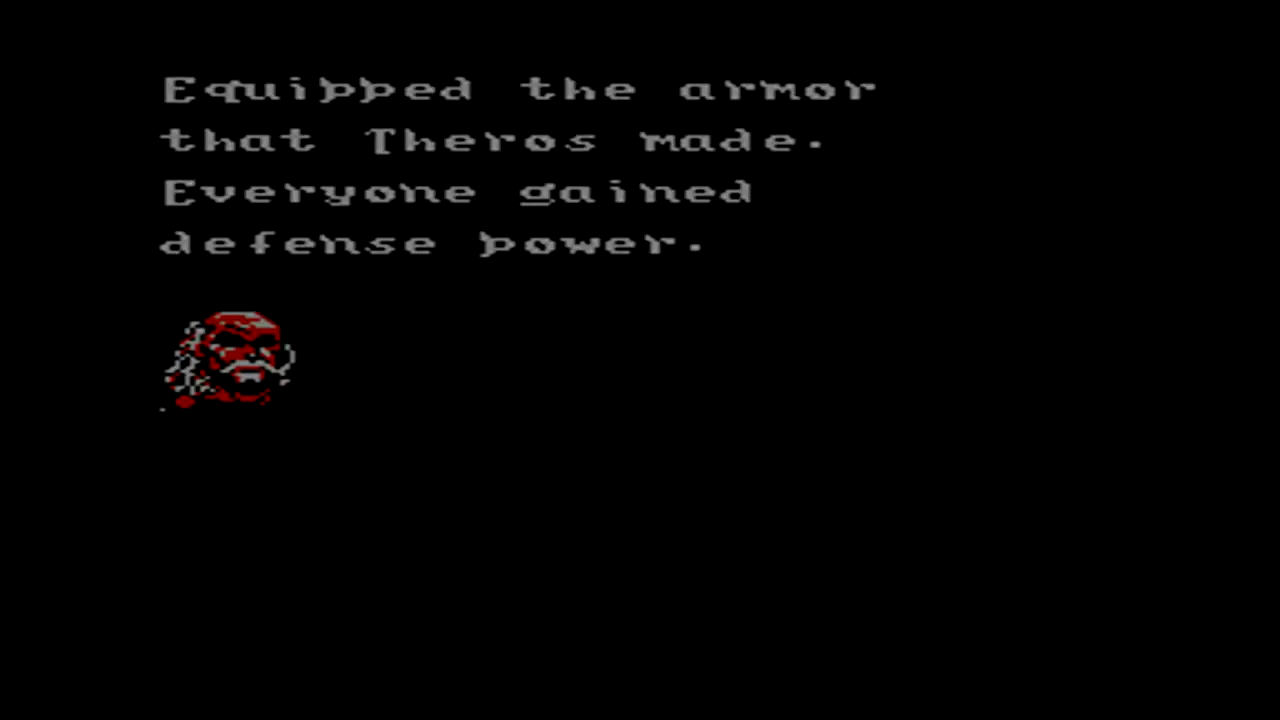 Equipped the armor
that Theros made.
Everyone gained
defense power.